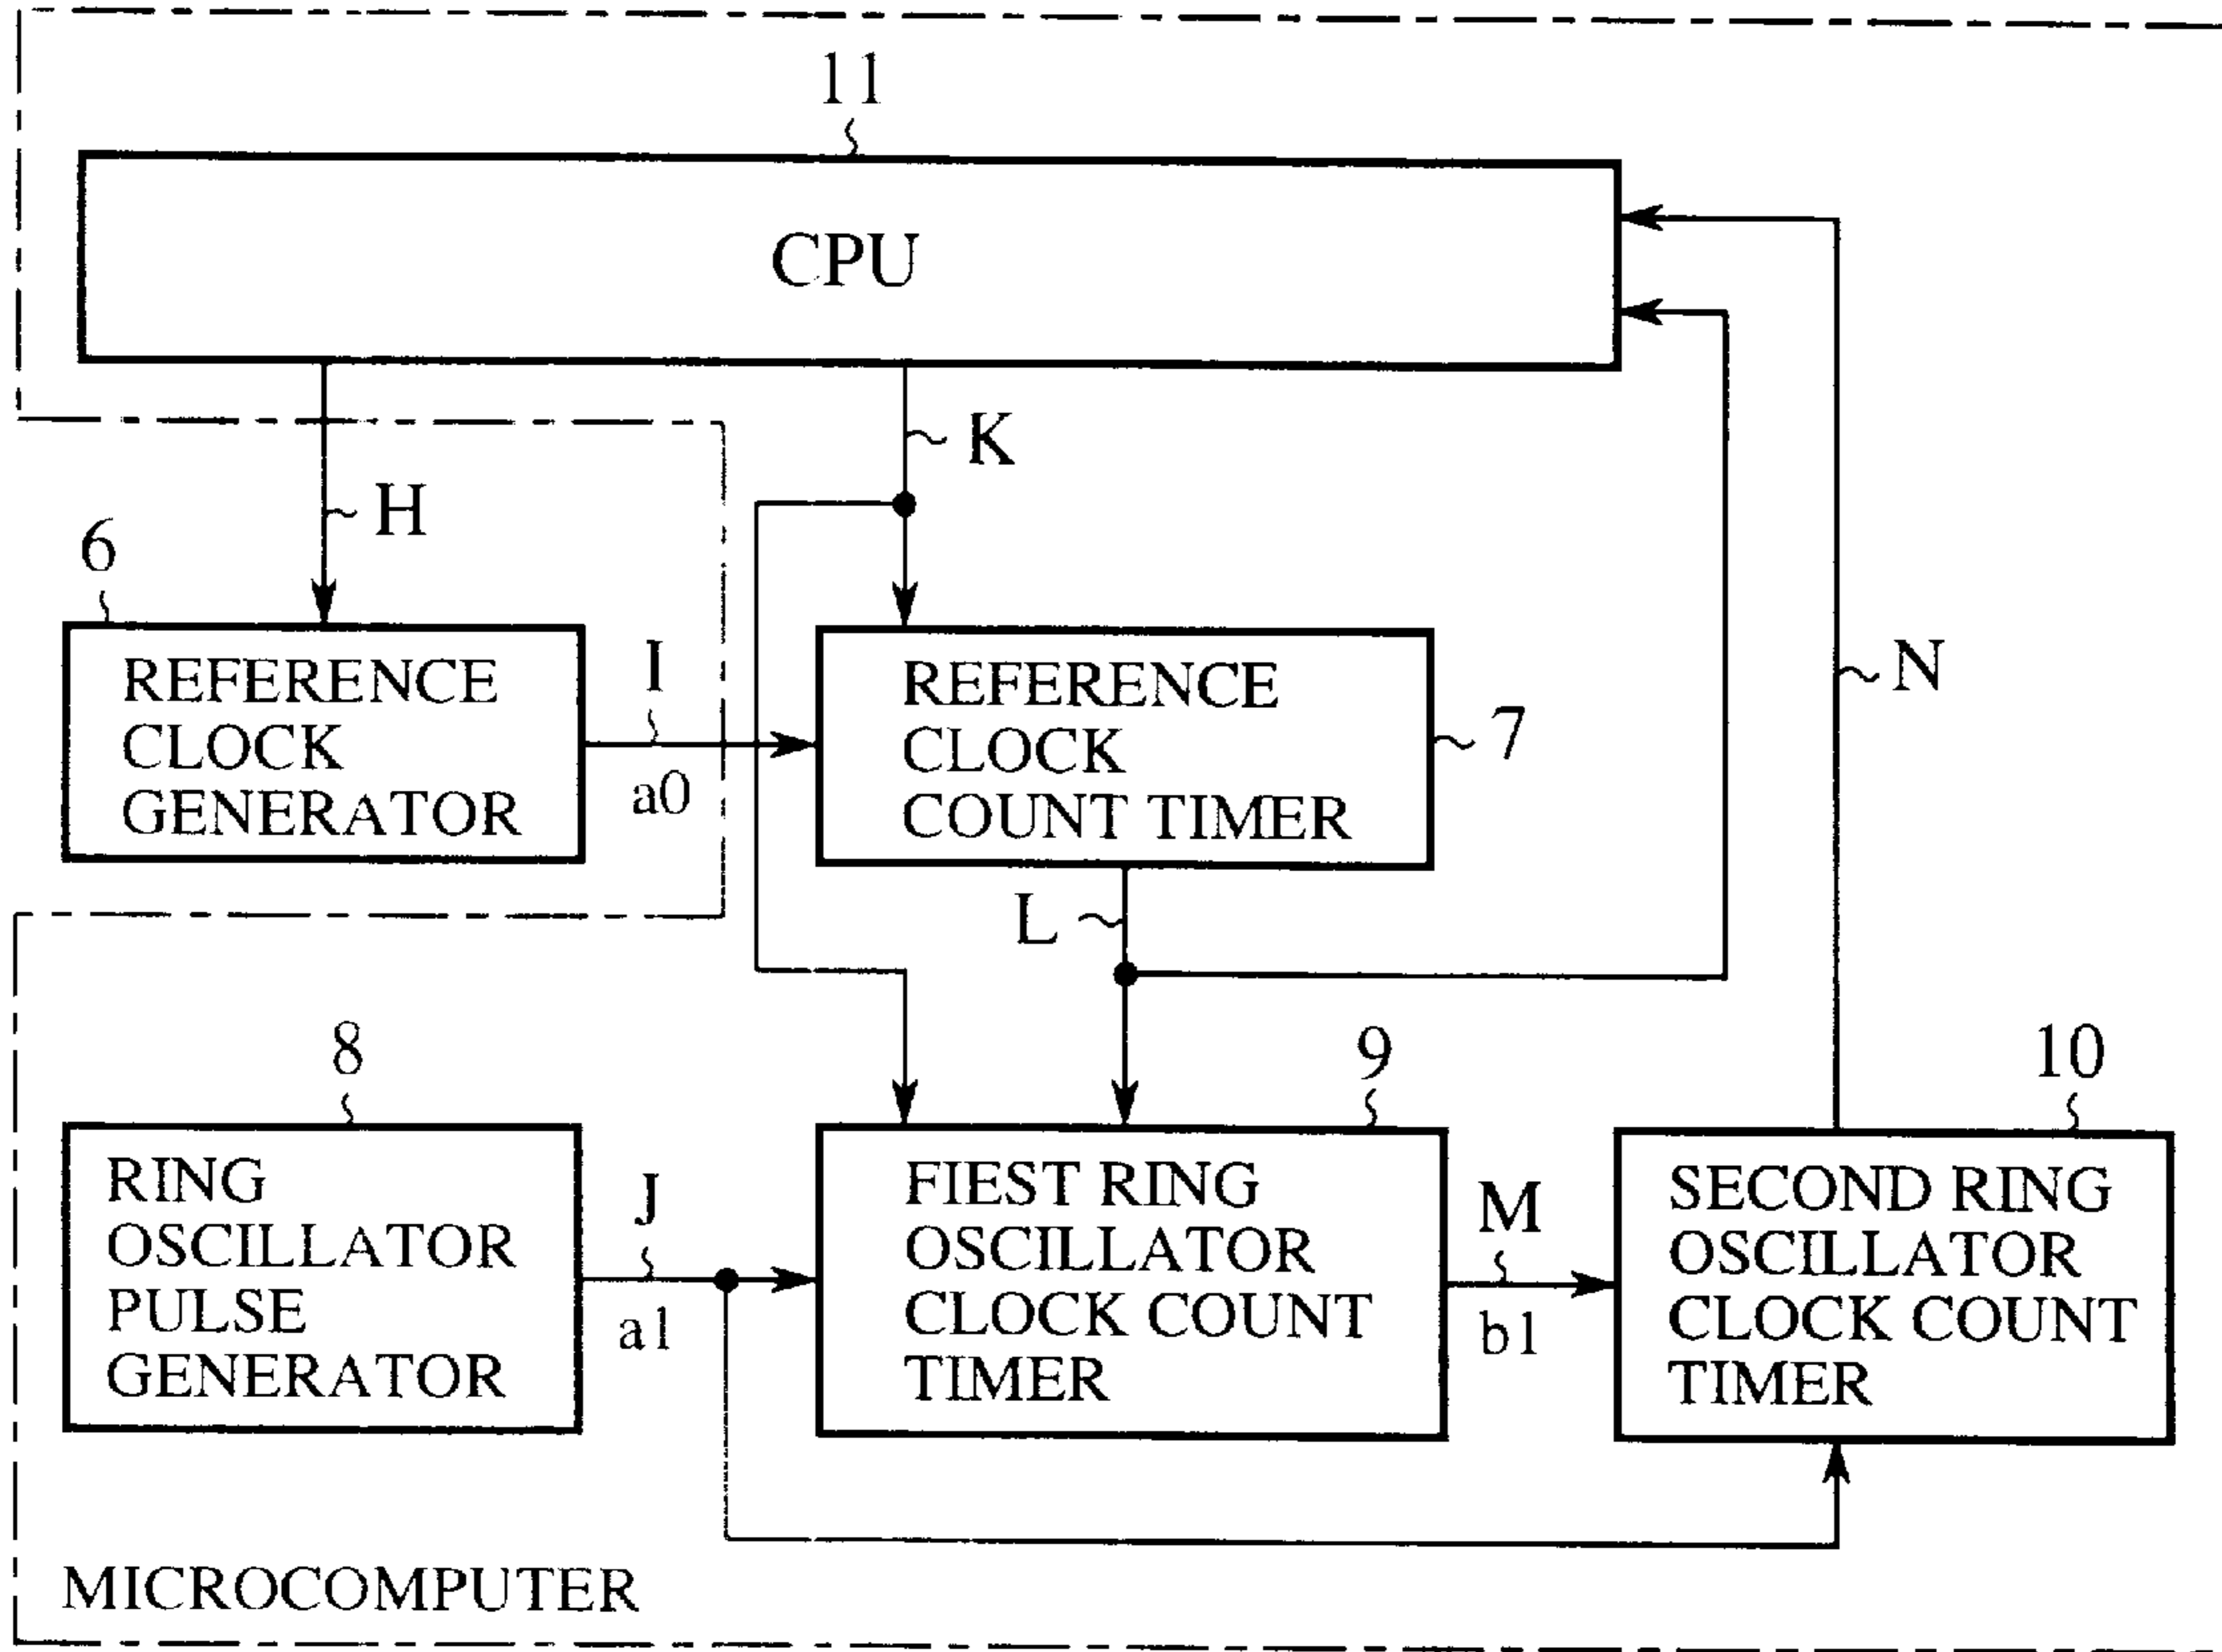 11
CPU
K
H
6
REFERENCE
CLOCK
GENERATOR
I
a0
REFERENCE
CLOCK
COUNT TIMER
7
N
L
8
RING
OSCILLATOR
PULSE
GENERATOR
J
a1
9
FIEST RING
OSCILLATOR
CLOCK COUNT
TIMER
M
b1
10
SECOND RING
OSCILLATOR
CLOCK COUNT
TIMER
MICROCOMPUTER